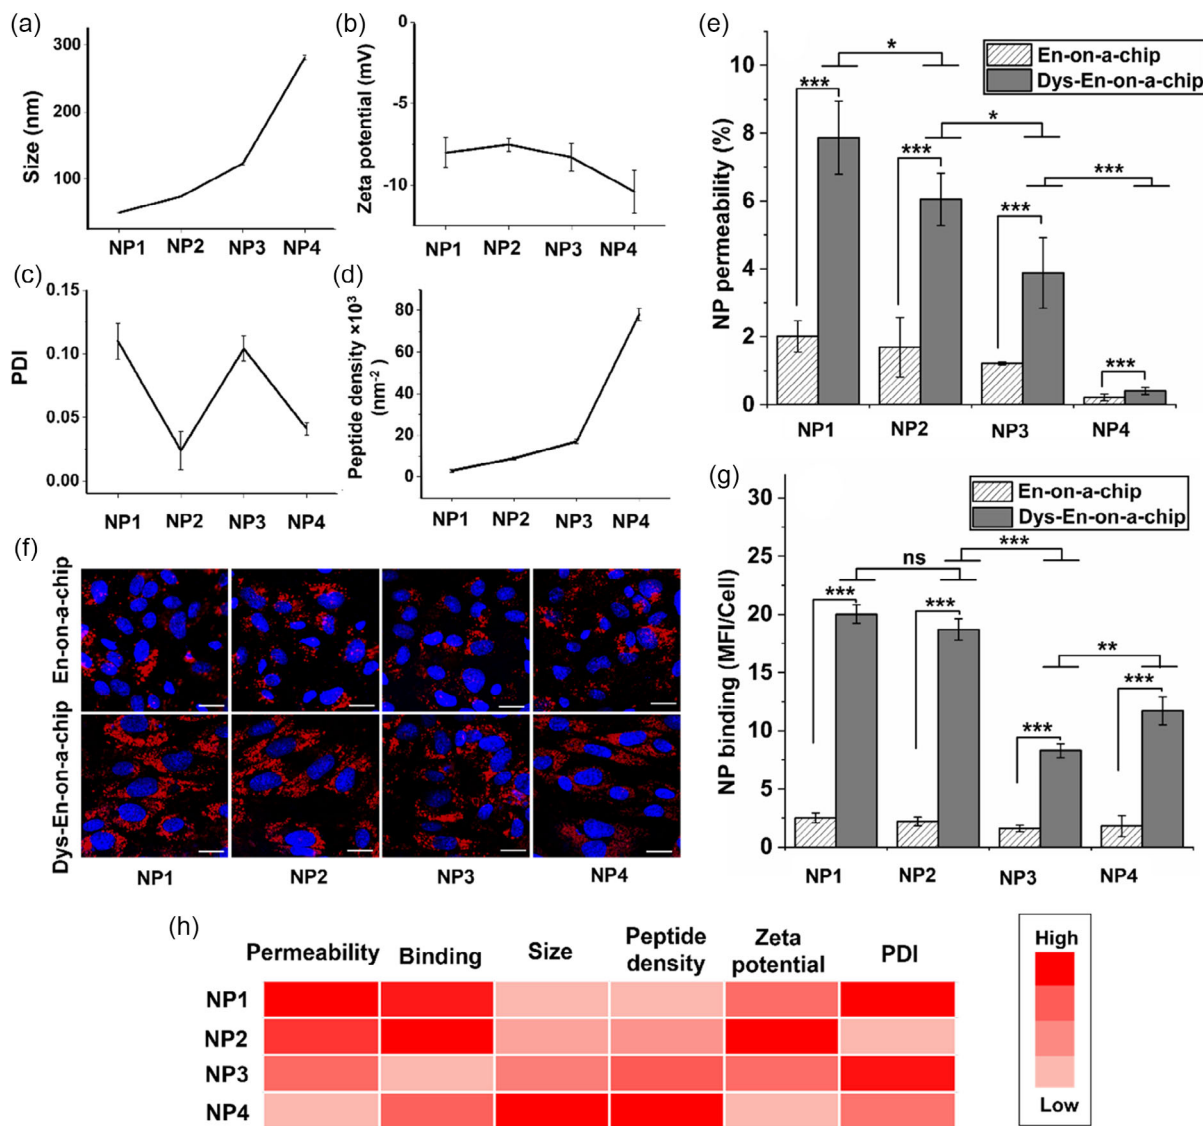 (a)
300
200
100
Size (nm)
NP1 NP2 NP3 NP4
(b)
0
-5
-10
Zeta potential (mV)
NP1 NP2 NP3 NP4
(c)
0.15
0.10
0.05
0.00
PDI
NP1 NP2 NP3 NP4
(d)
80
60
40
20
0
Peptide density ×10³
(nm⁻²)
NP1 NP2 NP3 NP4
(e)
En-on-a-chip
Dys-En-on-a-chip
10
8
6
4
2
0
NP permeability (%)
*
***
*
***
***
***
***
NP1 NP2 NP3 NP4
(f)
En-on-a-chip
Dys-En-on-a-chip
NP1 NP2 NP3 NP4
(g)
En-on-a-chip
Dys-En-on-a-chip
30
25
20
15
10
5
0
NP binding (MFI/Cell)
***
ns
***
***
**
***
***
NP1 NP2 NP3 NP4
(h)
Permeability Binding Size Peptide density Zeta potential PDI
NP1
NP2
NP3
NP4
High
Low